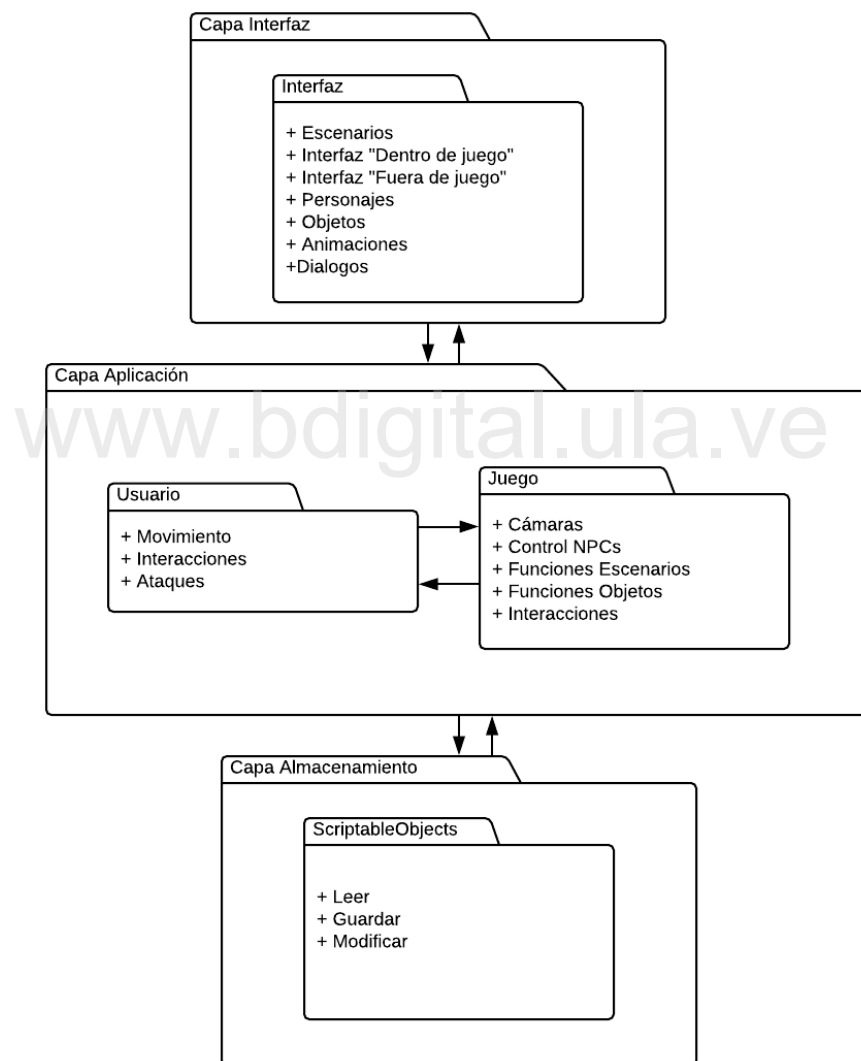 Capa Interfaz
Interfaz
+ Escenarios
+ Interfaz "Dentro de juego"
+ Interfaz "Fuera de juego"
+ Personajes
+ Objetos
+ Animaciones
+Dialogos
Capa Aplicación
www.bdigital.ula.ve
Usuario
+ Movimiento
+ Interacciones
+ Ataques
Juego
+ Cámaras
+ Control NPCs
+ Funciones Escenarios
+ Funciones Objetos
+ Interacciones
Capa Almacenamiento
ScriptableObjects
+ Leer
+ Guardar
+ Modificar